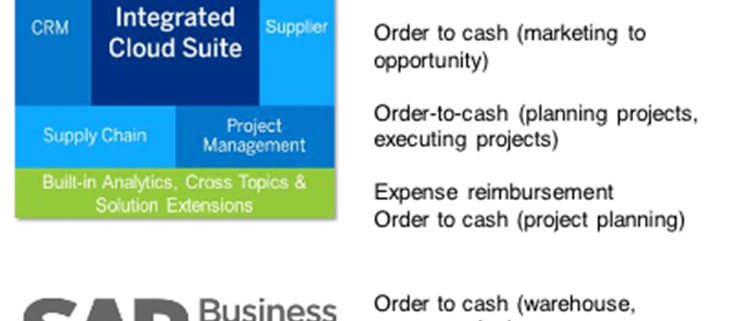 CRM
Integrated
Cloud Suite
Supplier
Supply Chain
Project
Management
Built-in Analytics, Cross Topics &
Solution Extensions
Order to cash (marketing to
opportunity)
Order-to-cash (planning projects,
executing projects)
Expense reimbursement
Order to cash (project planning)
SAP Business
Order to cash (warehouse,